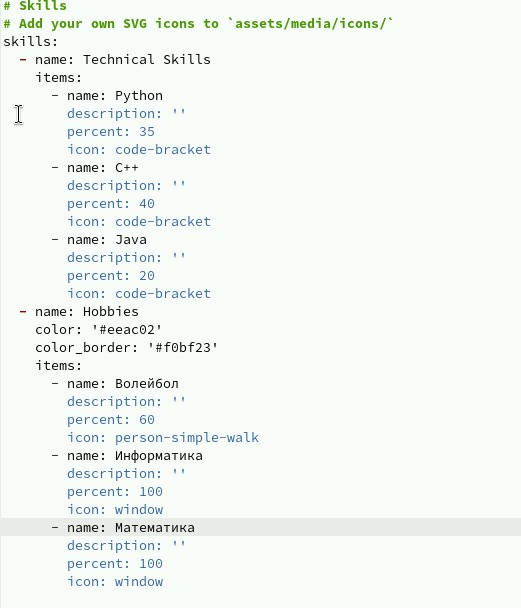 # Skills
# Add your own SVG icons to `assets/media/icons/`
skills:
  - name: Technical Skills
    items:
      - name: Python
        description: ''
        percent: 35
        icon: code-bracket
      - name: C++
        description: ''
        percent: 40
        icon: code-bracket
      - name: Java
        description: ''
        percent: 20
        icon: code-bracket
  - name: Hobbies
    color: '#eeac02'
    color_border: '#f0bf23'
    items:
      - name: Волейбол
        description: ''
        percent: 60
        icon: person-simple-walk
      - name: Информатика
        description: ''
        percent: 100
        icon: window
      - name: Математика
        description: ''
        percent: 100
        icon: window